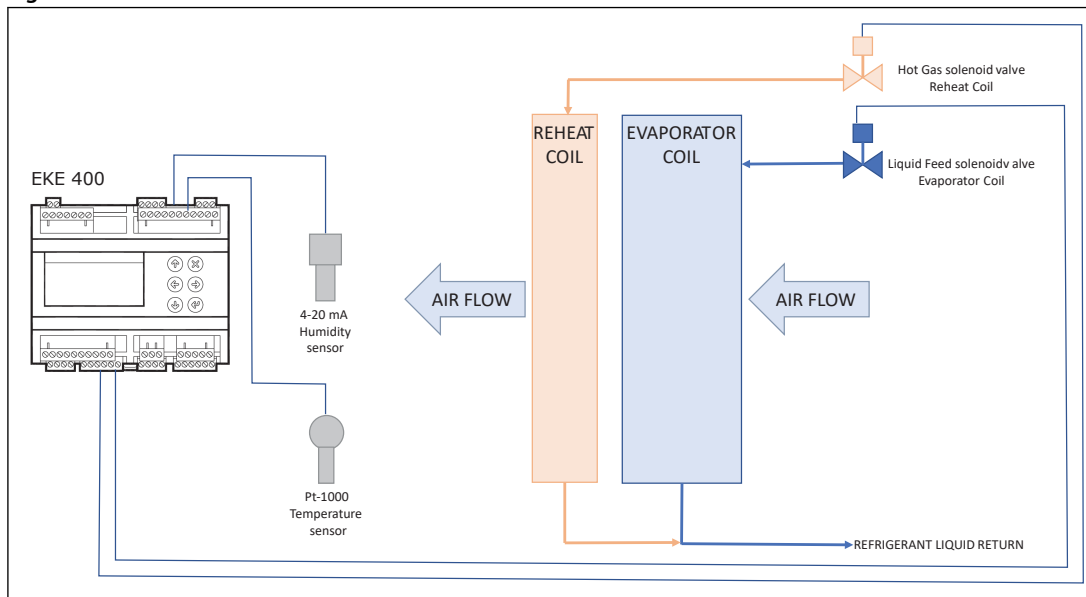 Hot Gas solenoid valve
Reheat Coil
REHEAT
COIL
EVAPORATOR
COIL
Liquid Feed solenoidv alve
Evaporator Coil
EKE 400
AIR FLOW
AIR FLOW
4-20 mA
Humidity
sensor
Pt-1000
Temperature
sensor
REFRIGERANT LIQUID RETURN